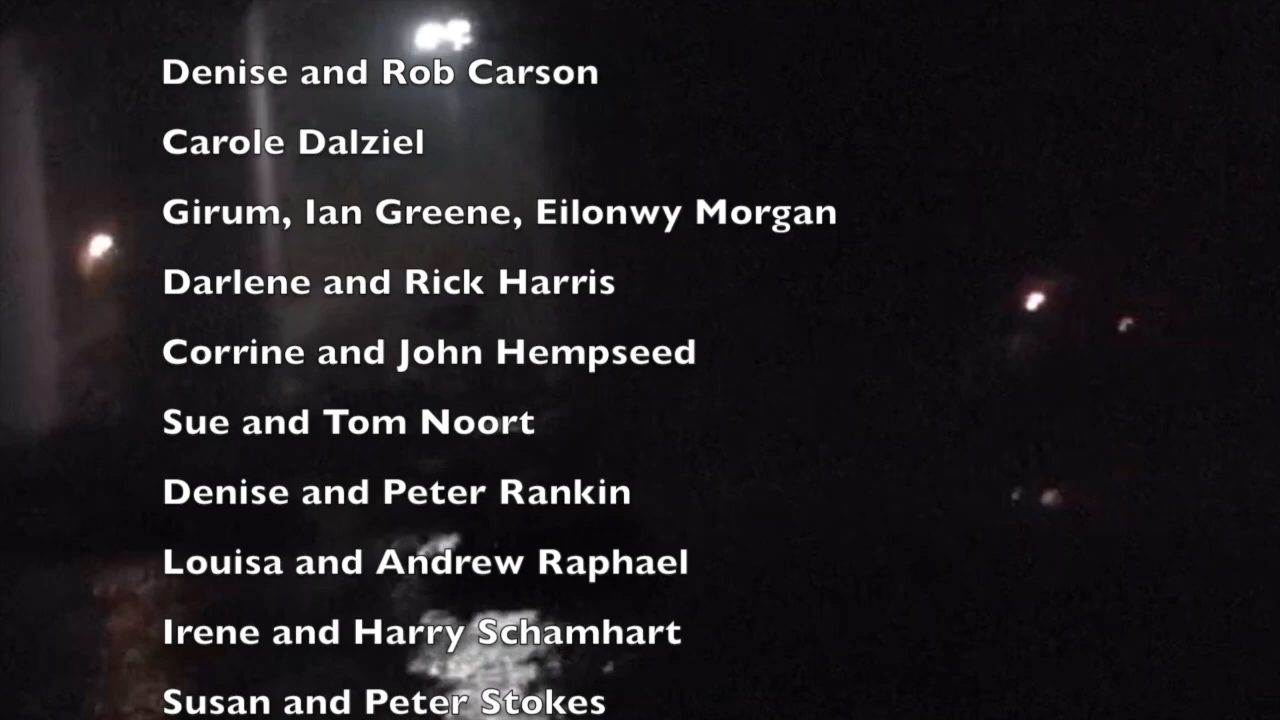 Denise and Rob Carson
Carole Dalziel
Girum, Ian Greene, Eilonwy Morgan
Darlene and Rick Harris
Corrine and John Hempseed
Sue and Tom Noort
Denise and Peter Rankin
Louisa and Andrew Raphael
Irene and Harry Schamhart
Susan and Peter Stokes